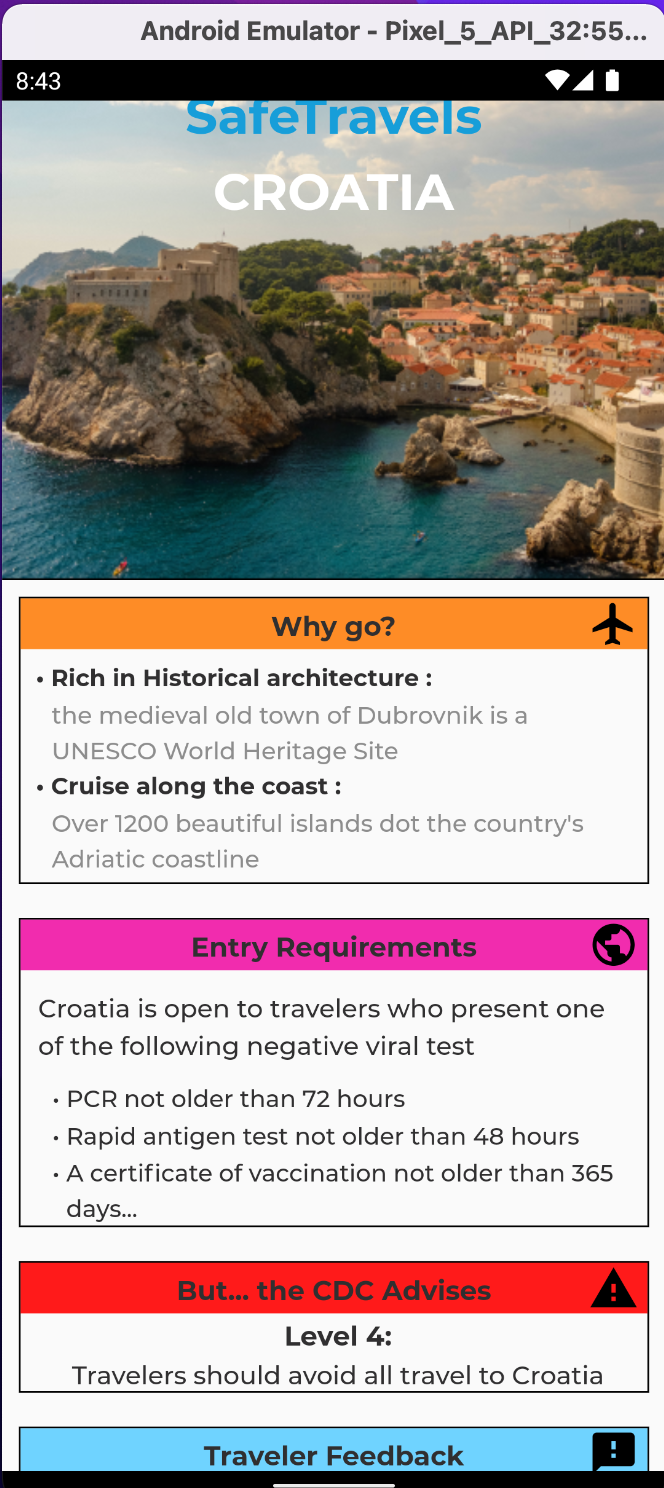 Android Emulator - Pixel_5_API_32:55...
8:43
SafeTravels
CROATIA
Why go?
• Rich in Historical architecture :
the medieval old town of Dubrovnik is a
UNESCO World Heritage Site
• Cruise along the coast :
Over 1200 beautiful islands dot the country's
Adriatic coastline
Entry Requirements
Croatia is open to travelers who present one
of the following negative viral test
• PCR not older than 72 hours
• Rapid antigen test not older than 48 hours
• A certificate of vaccination not older than 365
days...
But... the CDC Advises
Level 4:
Travelers should avoid all travel to Croatia
Traveler Feedback